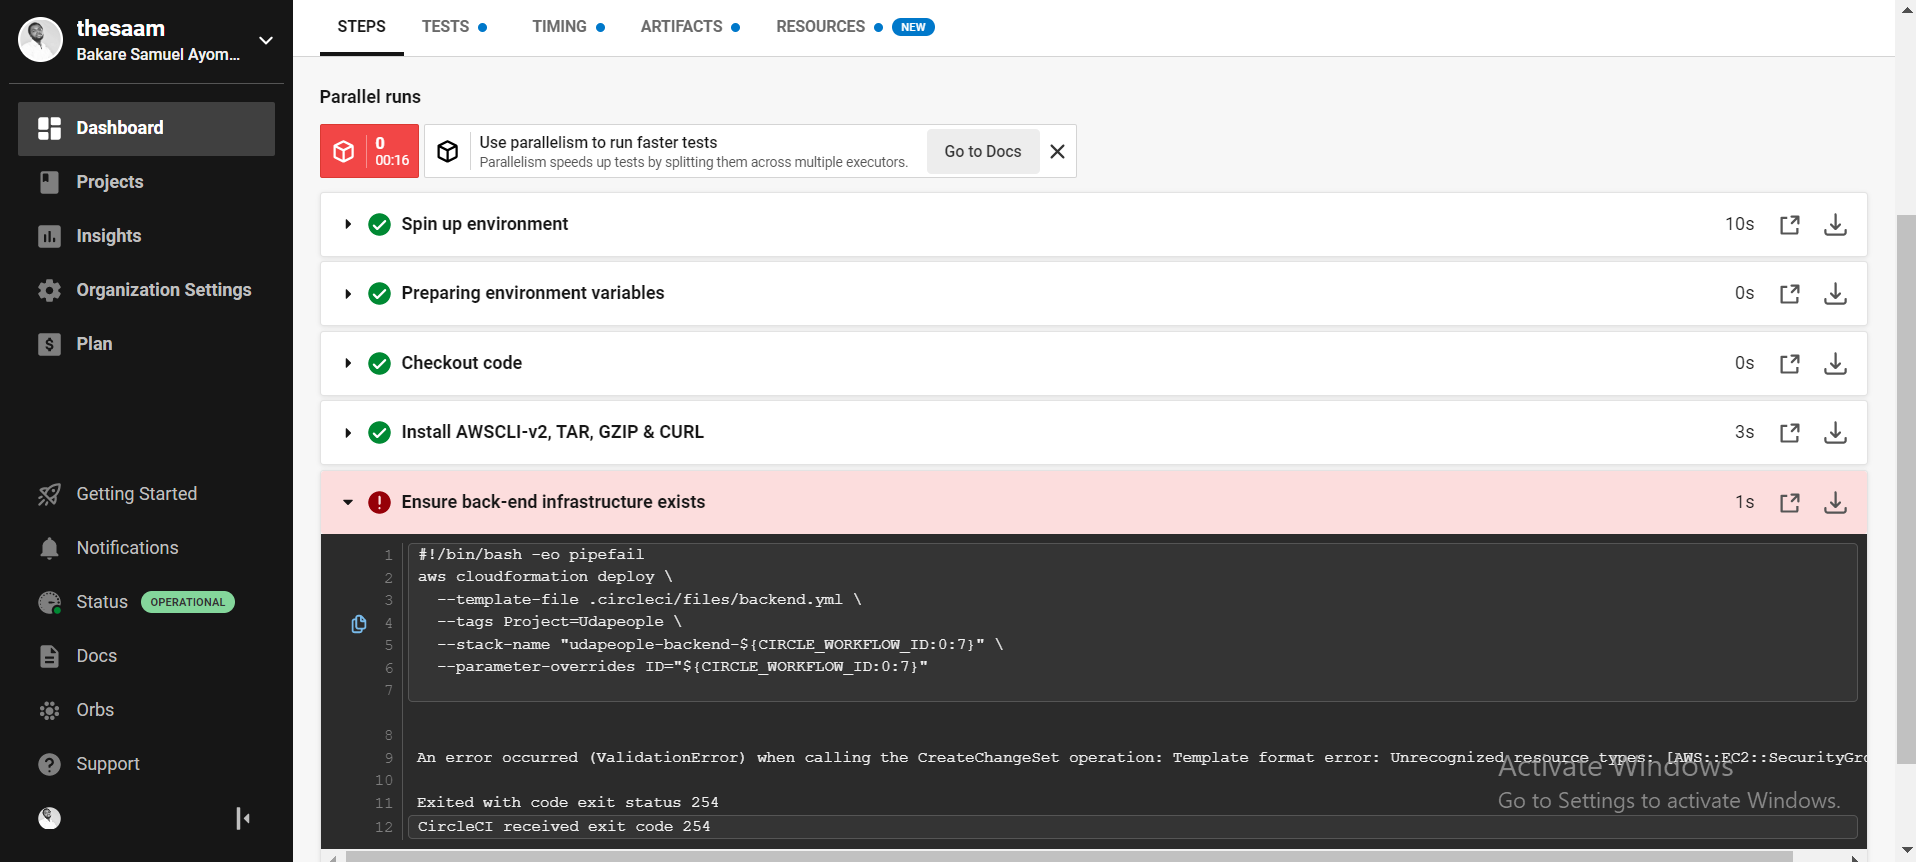 thesaam
Bakare Samuel Ayom...
Dashboard
Projects
Insights
Organization Settings
Plan
Getting Started
Notifications
Status OPERATIONAL
Docs
Orbs
Support
STEPS TESTS TIMING ARTIFACTS RESOURCES NEW
Parallel runs
0
00:16
Use parallelism to run faster tests
Parallelism speeds up tests by splitting them across multiple executors.
Go to Docs
Spin up environment 10s
Preparing environment variables 0s
Checkout code 0s
Install AWSCLI-v2, TAR, GZIP & CURL 3s
Ensure back-end infrastructure exists 1s
1 #!/bin/bash -eo pipefail
2 aws cloudformation deploy \
3 --template-file .circleci/files/backend.yml \
4 --tags Project=Udapeople \
5 --stack-name "udapeople-backend-${CIRCLE_WORKFLOW_ID:0:7}" \
6 --parameter-overrides ID="${CIRCLE_WORKFLOW_ID:0:7}"
7
8
9 An error occurred (ValidationError) when calling the CreateChangeSet operation: Template format error: Unrecognized resource types: [AWS::EC2::SecurityGro
10
11 Exited with code exit status 254
12 CircleCI received exit code 254
Activate Windows
Go to Settings to activate Windows.